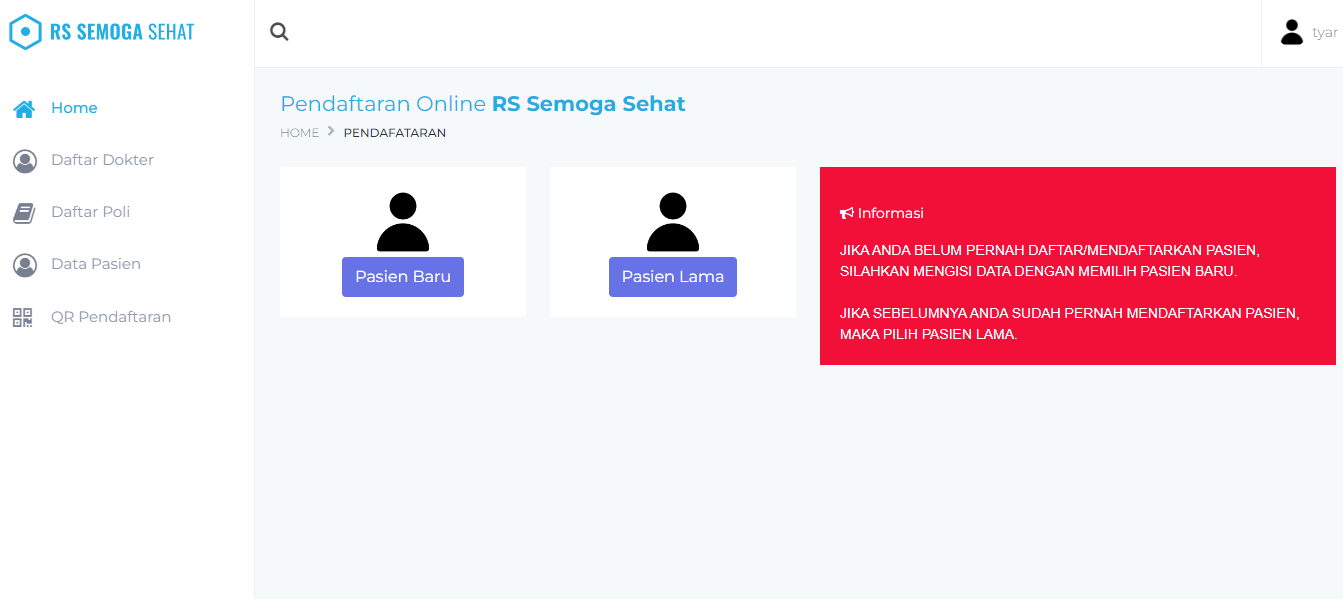 RS SEMOGA SEHAT
tyar
Home
Daftar Dokter
Daftar Poli
Data Pasien
QR Pendaftaran
Pendaftaran Online RS Semoga Sehat
HOME PENDAFATARAN
Pasien Baru
Pasien Lama
Informasi
JIKA ANDA BELUM PERNAH DAFTAR/MENDAFTARKAN PASIEN,
SILAHKAN MENGISI DATA DENGAN MEMILIH PASIEN BARU.
JIKA SEBELUMNYA ANDA SUDAH PERNAH MENDAFTARKAN PASIEN,
MAKA PILIH PASIEN LAMA.